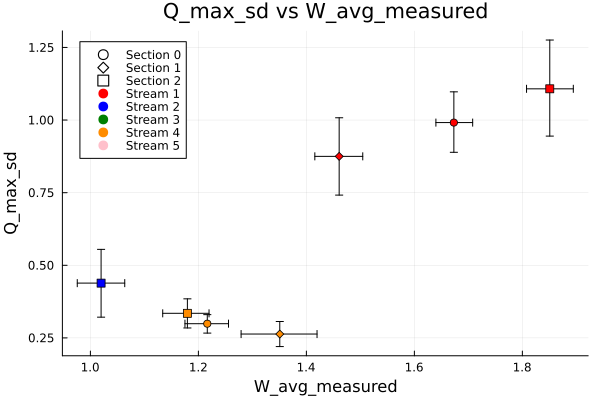 Q_max_sd vs W_avg_measured
Section 0
Section 1
Section 2
Stream 1
Stream 2
Stream 3
Stream 4
Stream 5
Q_max_sd
1.25
1.00
0.75
0.50
0.25
1.0 1.2 1.4 1.6 1.8
W_avg_measured